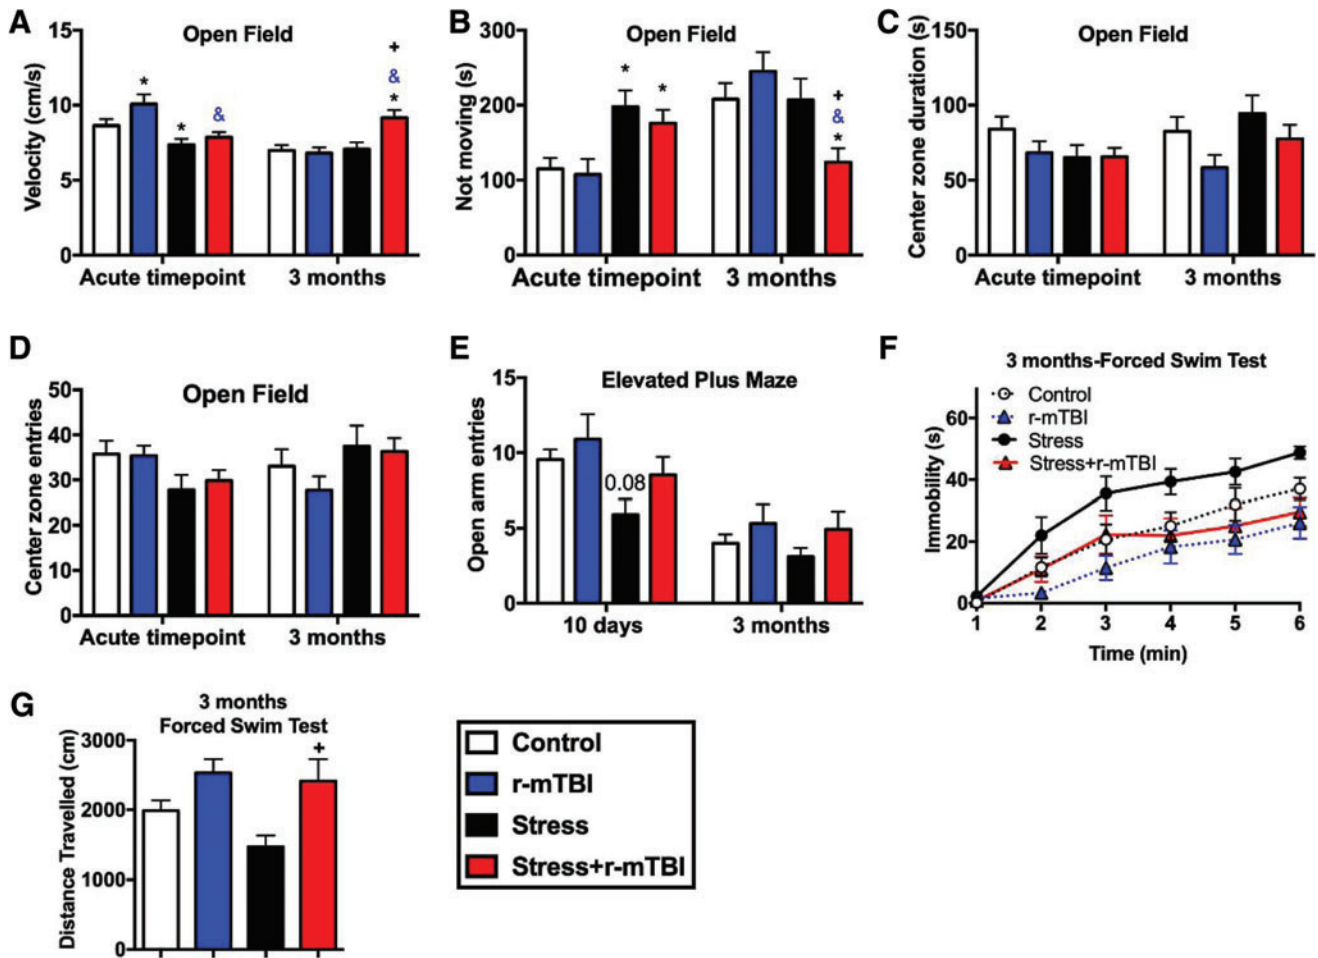 A
Open Field
Velocity (cm/s)
15
10
5
0
*
*
&
+
&
*
Acute timepoint
3 months
B
Open Field
Not moving (s)
300
200
100
0
*
*
+
&
*
Acute timepoint
3 months
C
Open Field
Center zone duration (s)
150
100
50
0
Acute timepoint
3 months
D
Open Field
Center zone entries
50
40
30
20
10
0
Acute timepoint
3 months
E
Elevated Plus Maze
Open arm entries
15
10
5
0
0.08
10 days
3 months
F
3 months-Forced Swim Test
Control
r-mTBI
Stress
Stress+r-mTBI
Immobility (s)
60
40
20
0
1 2 3 4 5 6
Time (min)
G
3 months
Forced Swim Test
Distance Travelled (cm)
3000
2000
1000
0
+
Control
r-mTBI
Stress
Stress+r-mTBI